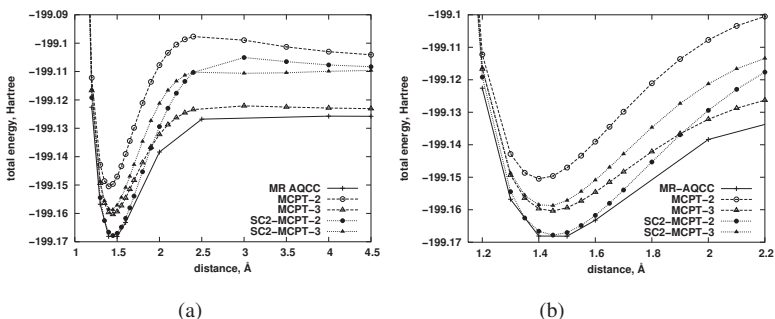 -199.09
-199.1
-199.11
-199.12
-199.13
-199.14
-199.15
-199.16
-199.17
total energy, Hartree
1 1.5 2 2.5 3 3.5 4 4.5
distance, Å
MR AQCC
MCPT-2
MCPT-3
SC2-MCPT-2
SC2-MCPT-3
(a)
-199.1
-199.11
-199.12
-199.13
-199.14
-199.15
-199.16
-199.17
total energy, Hartree
1.2 1.4 1.6 1.8 2 2.2
distance, Å
MR-AQCC
MCPT-2
MCPT-3
SC2-MCPT-2
SC2-MCPT-3
(b)